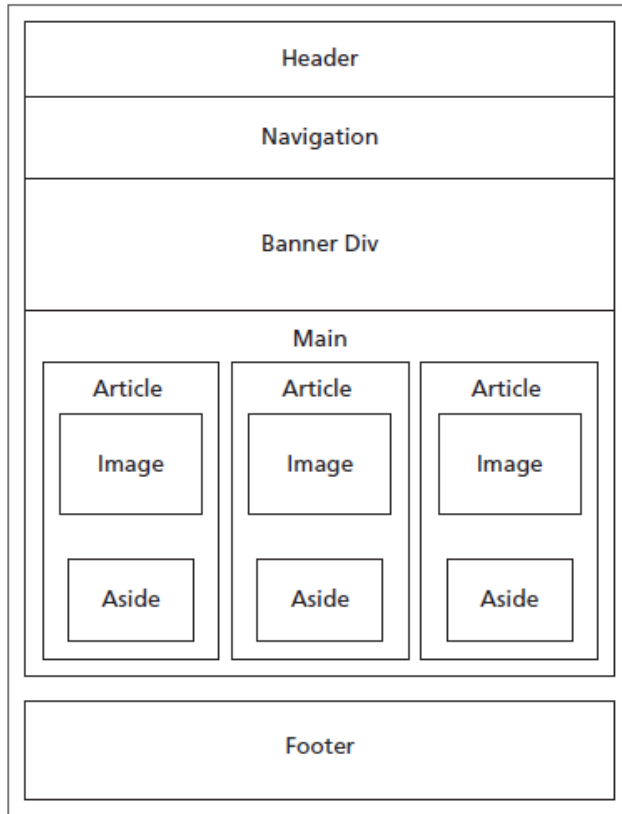 Header
Navigation
Banner Div
Main
Article Article Article
Image Image Image
Aside Aside Aside
Footer